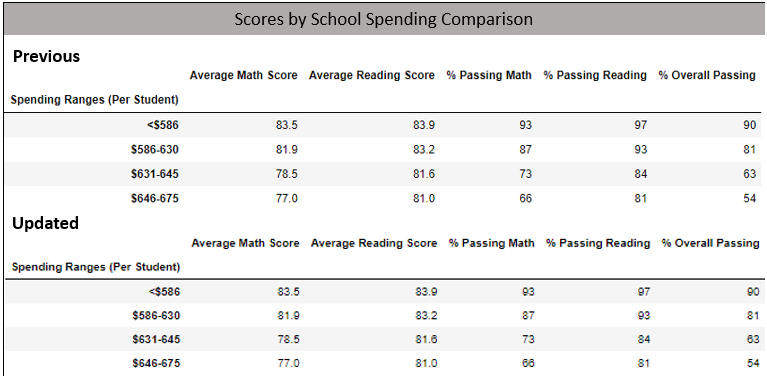 Scores by School Spending Comparison
Previous
Average Math Score Average Reading Score % Passing Math % Passing Reading % Overall Passing
Spending Ranges (Per Student)
<$586 83.5 83.9 93 97 90
$586-630 81.9 83.2 87 93 81
$631-645 78.5 81.6 73 84 63
$646-675 77.0 81.0 66 81 54
Updated
Average Math Score Average Reading Score % Passing Math % Passing Reading % Overall Passing
Spending Ranges (Per Student)
<$586 83.5 83.9 93 97 90
$586-630 81.9 83.2 87 93 81
$631-645 78.5 81.6 73 84 63
$646-675 77.0 81.0 66 81 54